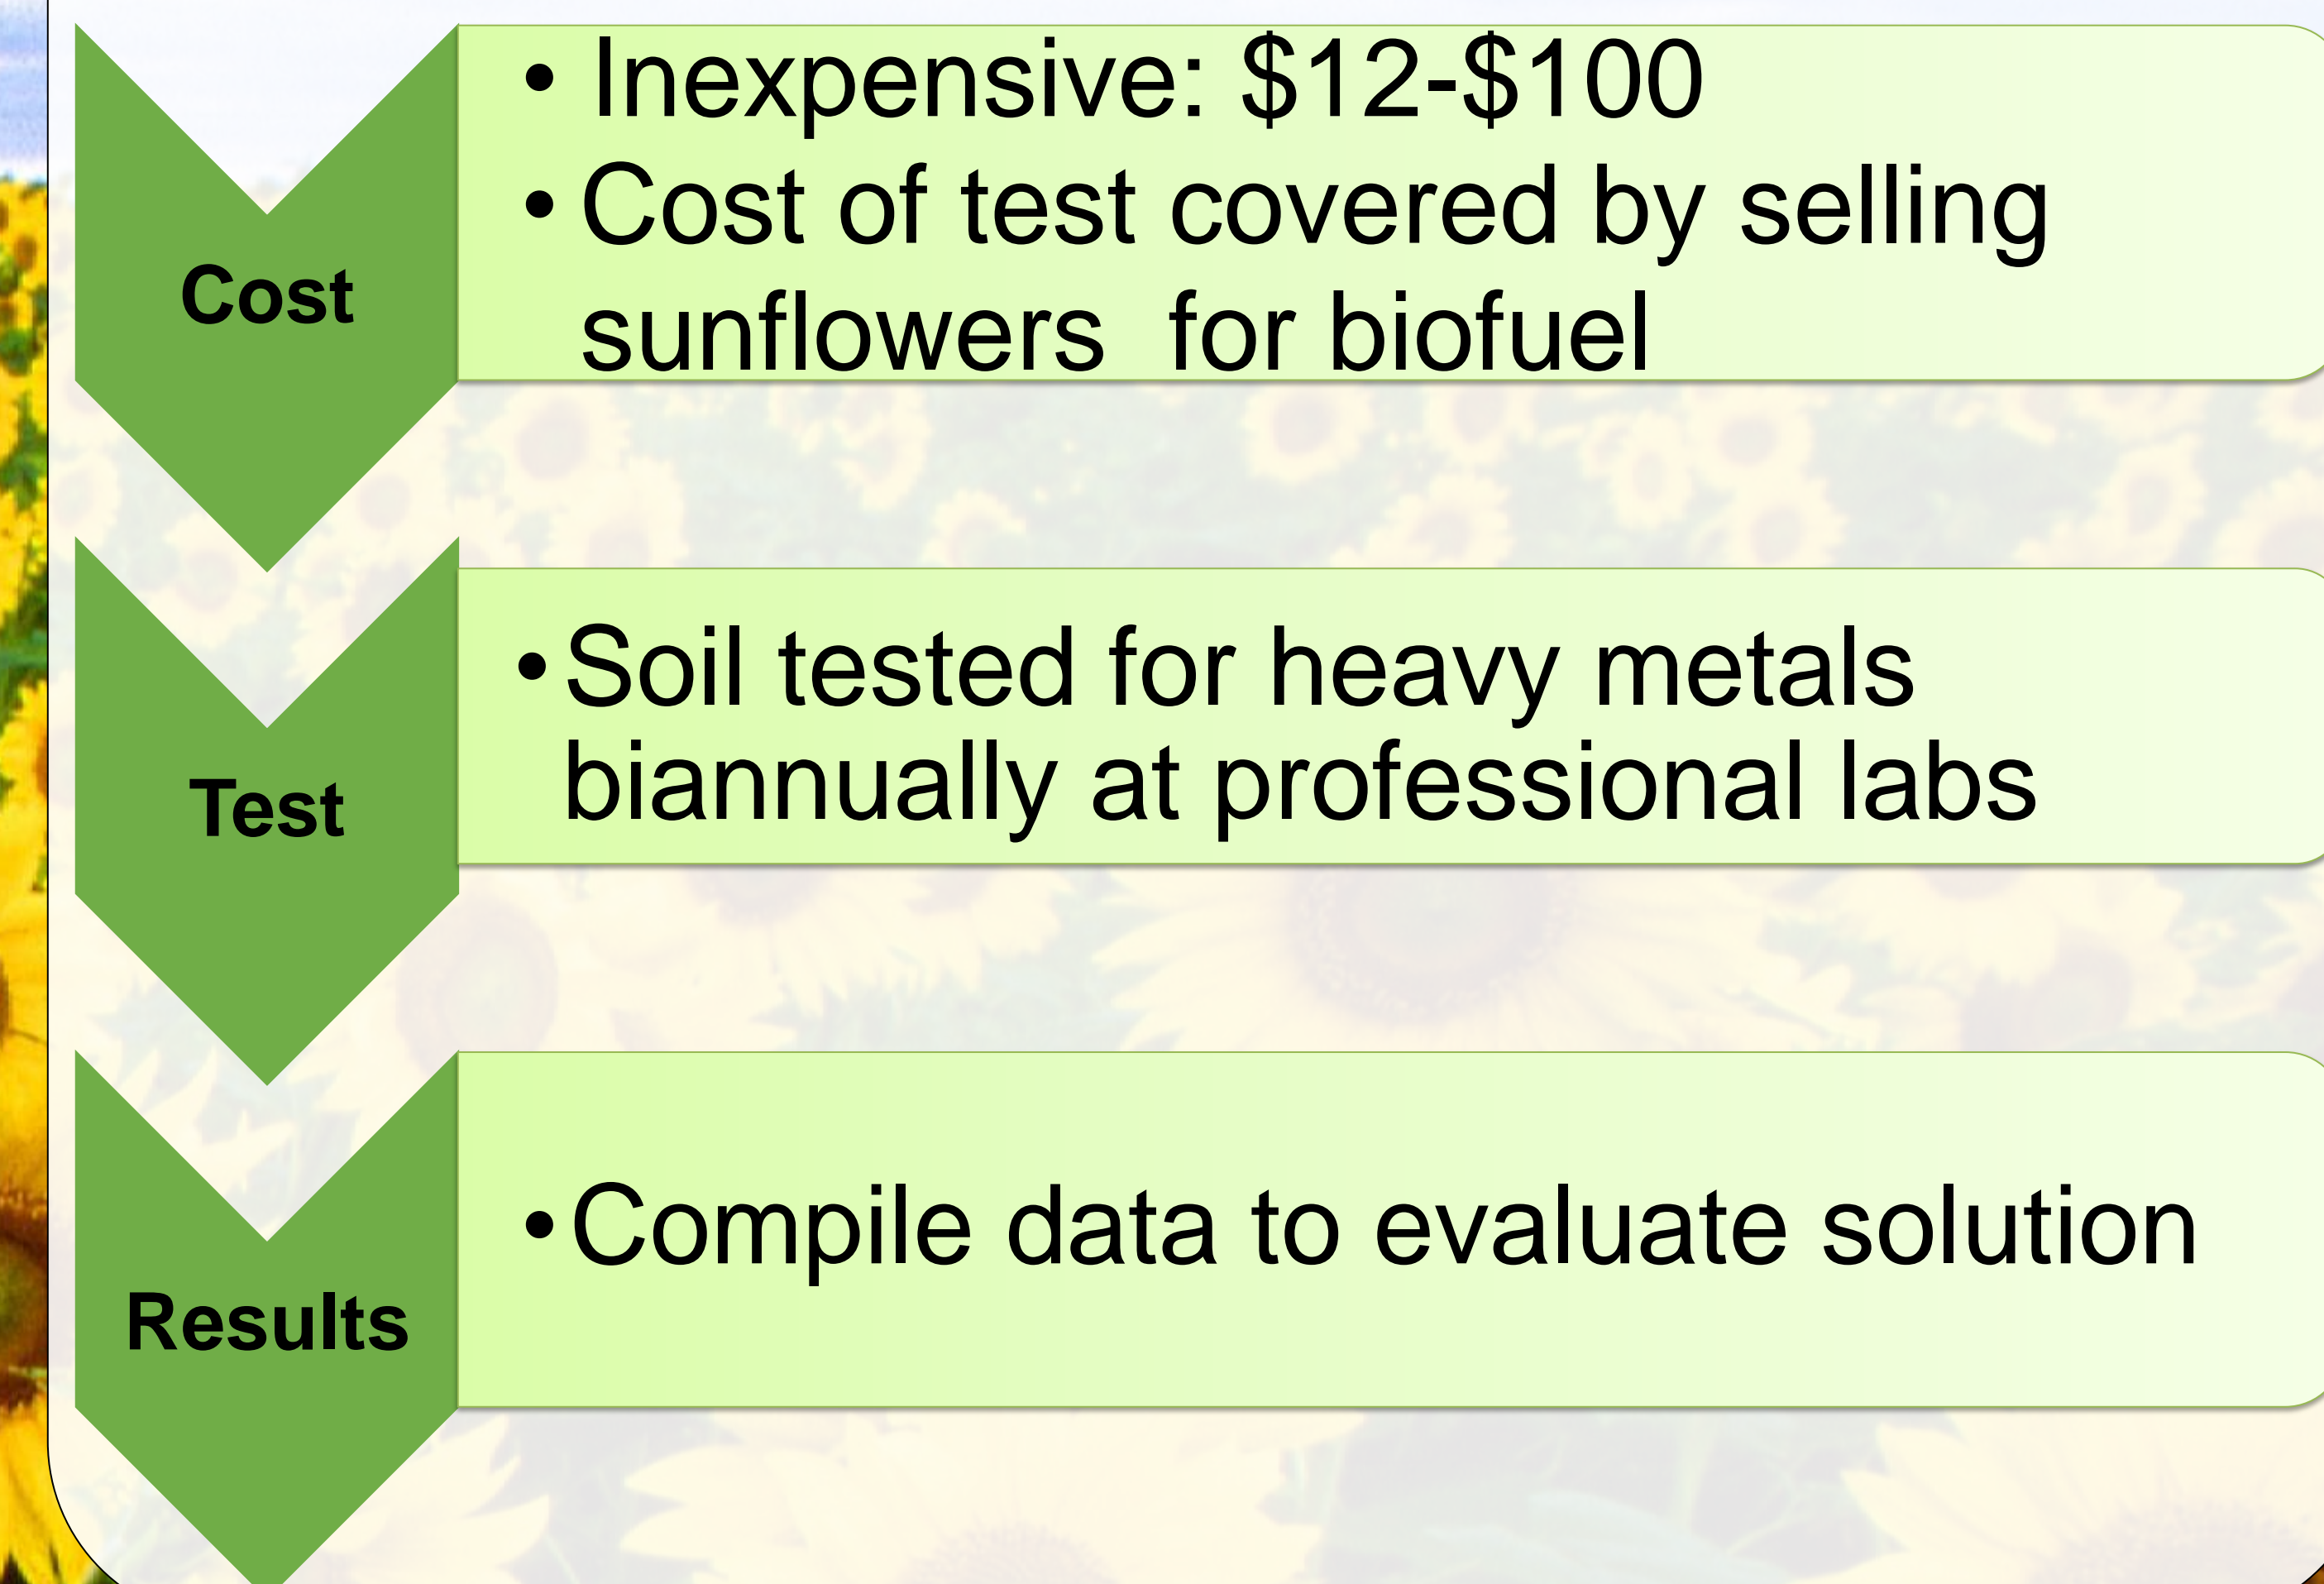 • Inexpensive: $12-$100
• Cost of test covered by selling
sunflowers  for biofuel
Cost
• Soil tested for heavy metals
biannually at professional labs
Test
• Compile data to evaluate solution
Results